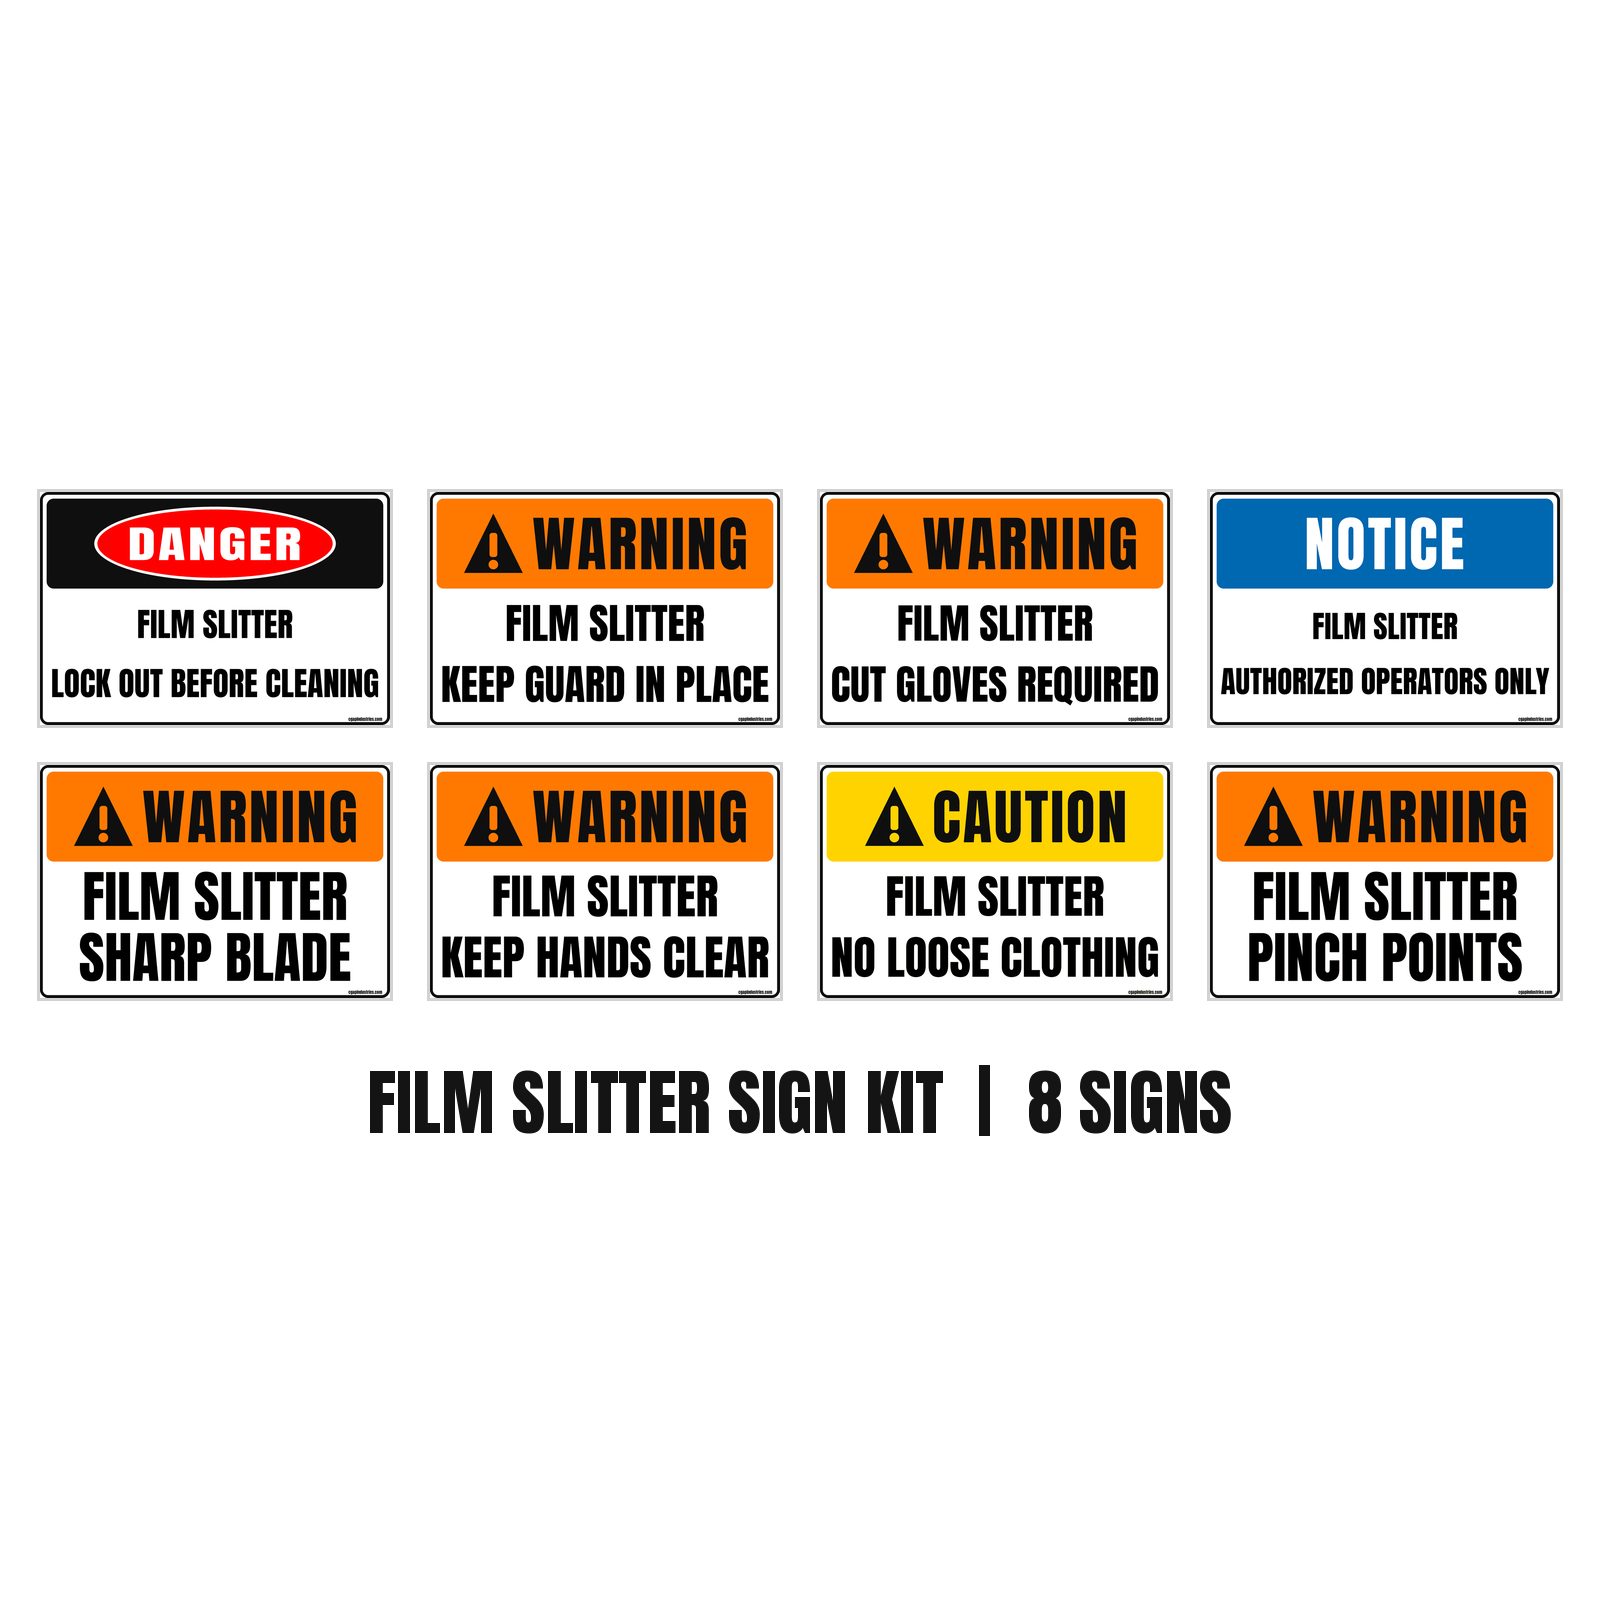 DANGER
FILM SLITTER
LOCK OUT BEFORE CLEANING
WARNING
FILM SLITTER
KEEP GUARD IN PLACE
WARNING
FILM SLITTER
CUT GLOVES REQUIRED
NOTICE
FILM SLITTER
AUTHORIZED OPERATORS ONLY
WARNING
FILM SLITTER
SHARP BLADE
WARNING
FILM SLITTER
KEEP HANDS CLEAR
CAUTION
FILM SLITTER
NO LOOSE CLOTHING
WARNING
FILM SLITTER
PINCH POINTS
FILM SLITTER SIGN KIT | 8 SIGNS